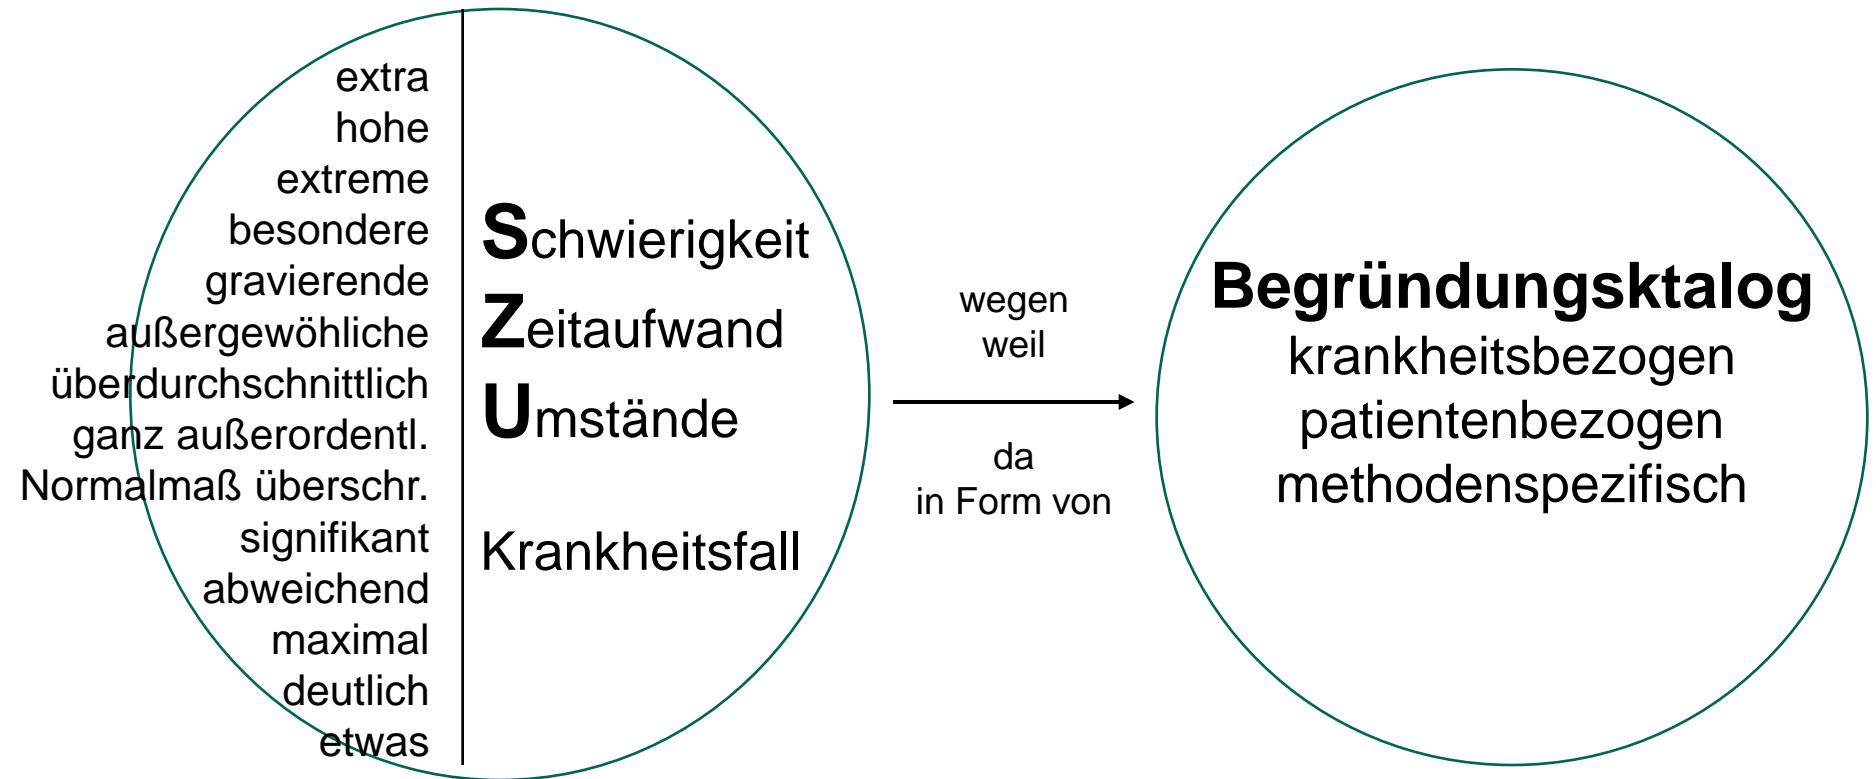 extra
hohe
extreme
besondere
gravierende
außergewöhliche
überdurchschnittlich
ganz außerordentl.
Normalmaß überschr.
signifikant
abweichend
maximal
deutlich
etwas
Schwierigkeit
Zeitaufwand
Umstände
Krankheitsfall
wegen
weil
da
in Form von
Begründungsktalog
krankheitsbezogen
patientenbezogen
methodenspezifisch